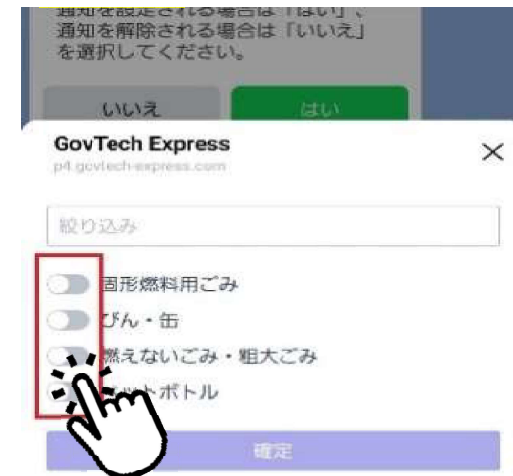 通知を設定される場合は「はい」、
通知を解除される場合は「いいえ」
を選択してください。
いいえ
はい
GovTech Express
p4.govtech-express.com
絞り込み
固形燃料用ごみ
びん・缶
燃えないごみ・粗大ごみ
ットボトル
確定